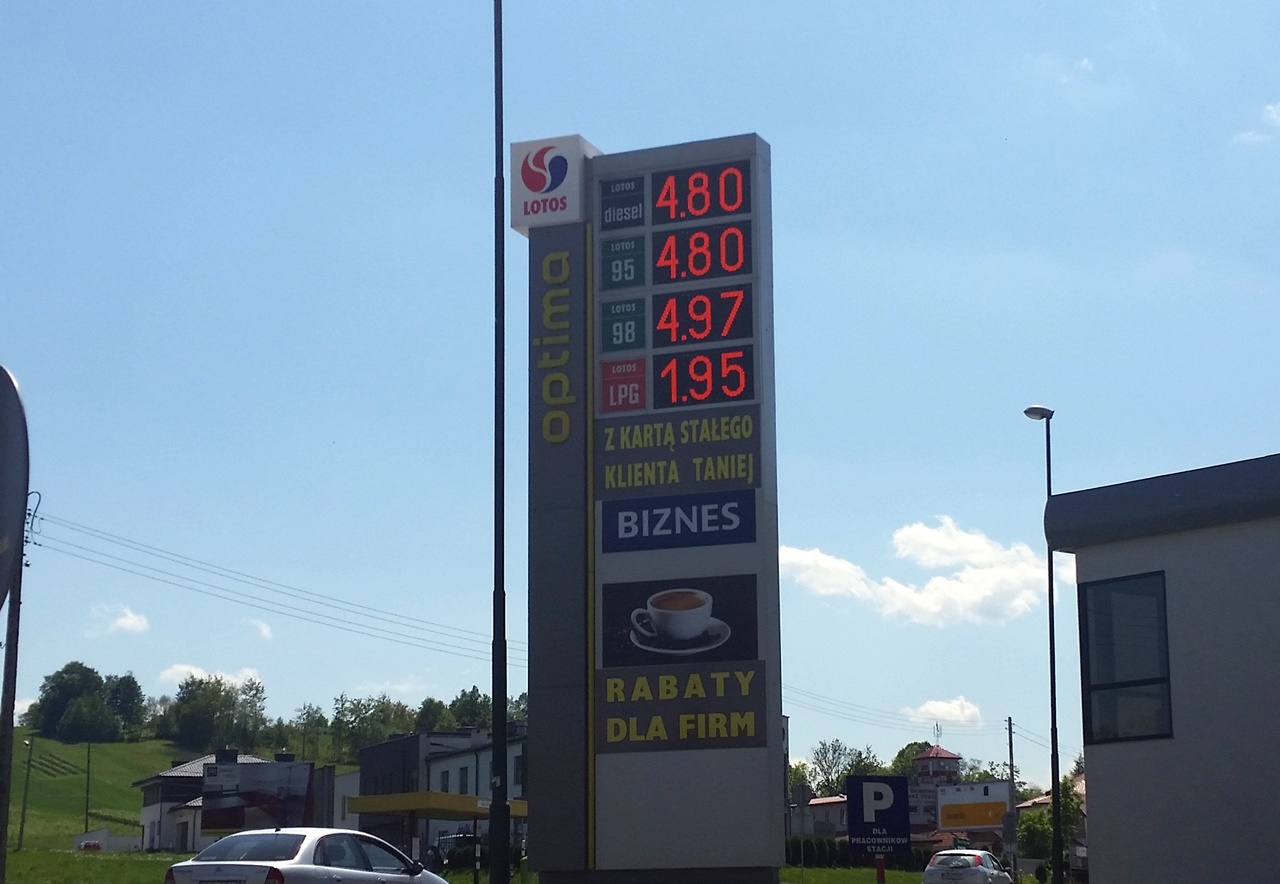 LOTOS
optima
LOTOS
diesel 4.80
LOTOS
95 4.80
LOTOS
98 4.97
LOTOS
LPG 1.95
Z KARTĄ STAŁEGO
KLIENTA TANIEJ
BIZNES
RABATY
DLA FIRM
P
DLA
PRACOWNIKÓW
STACJI